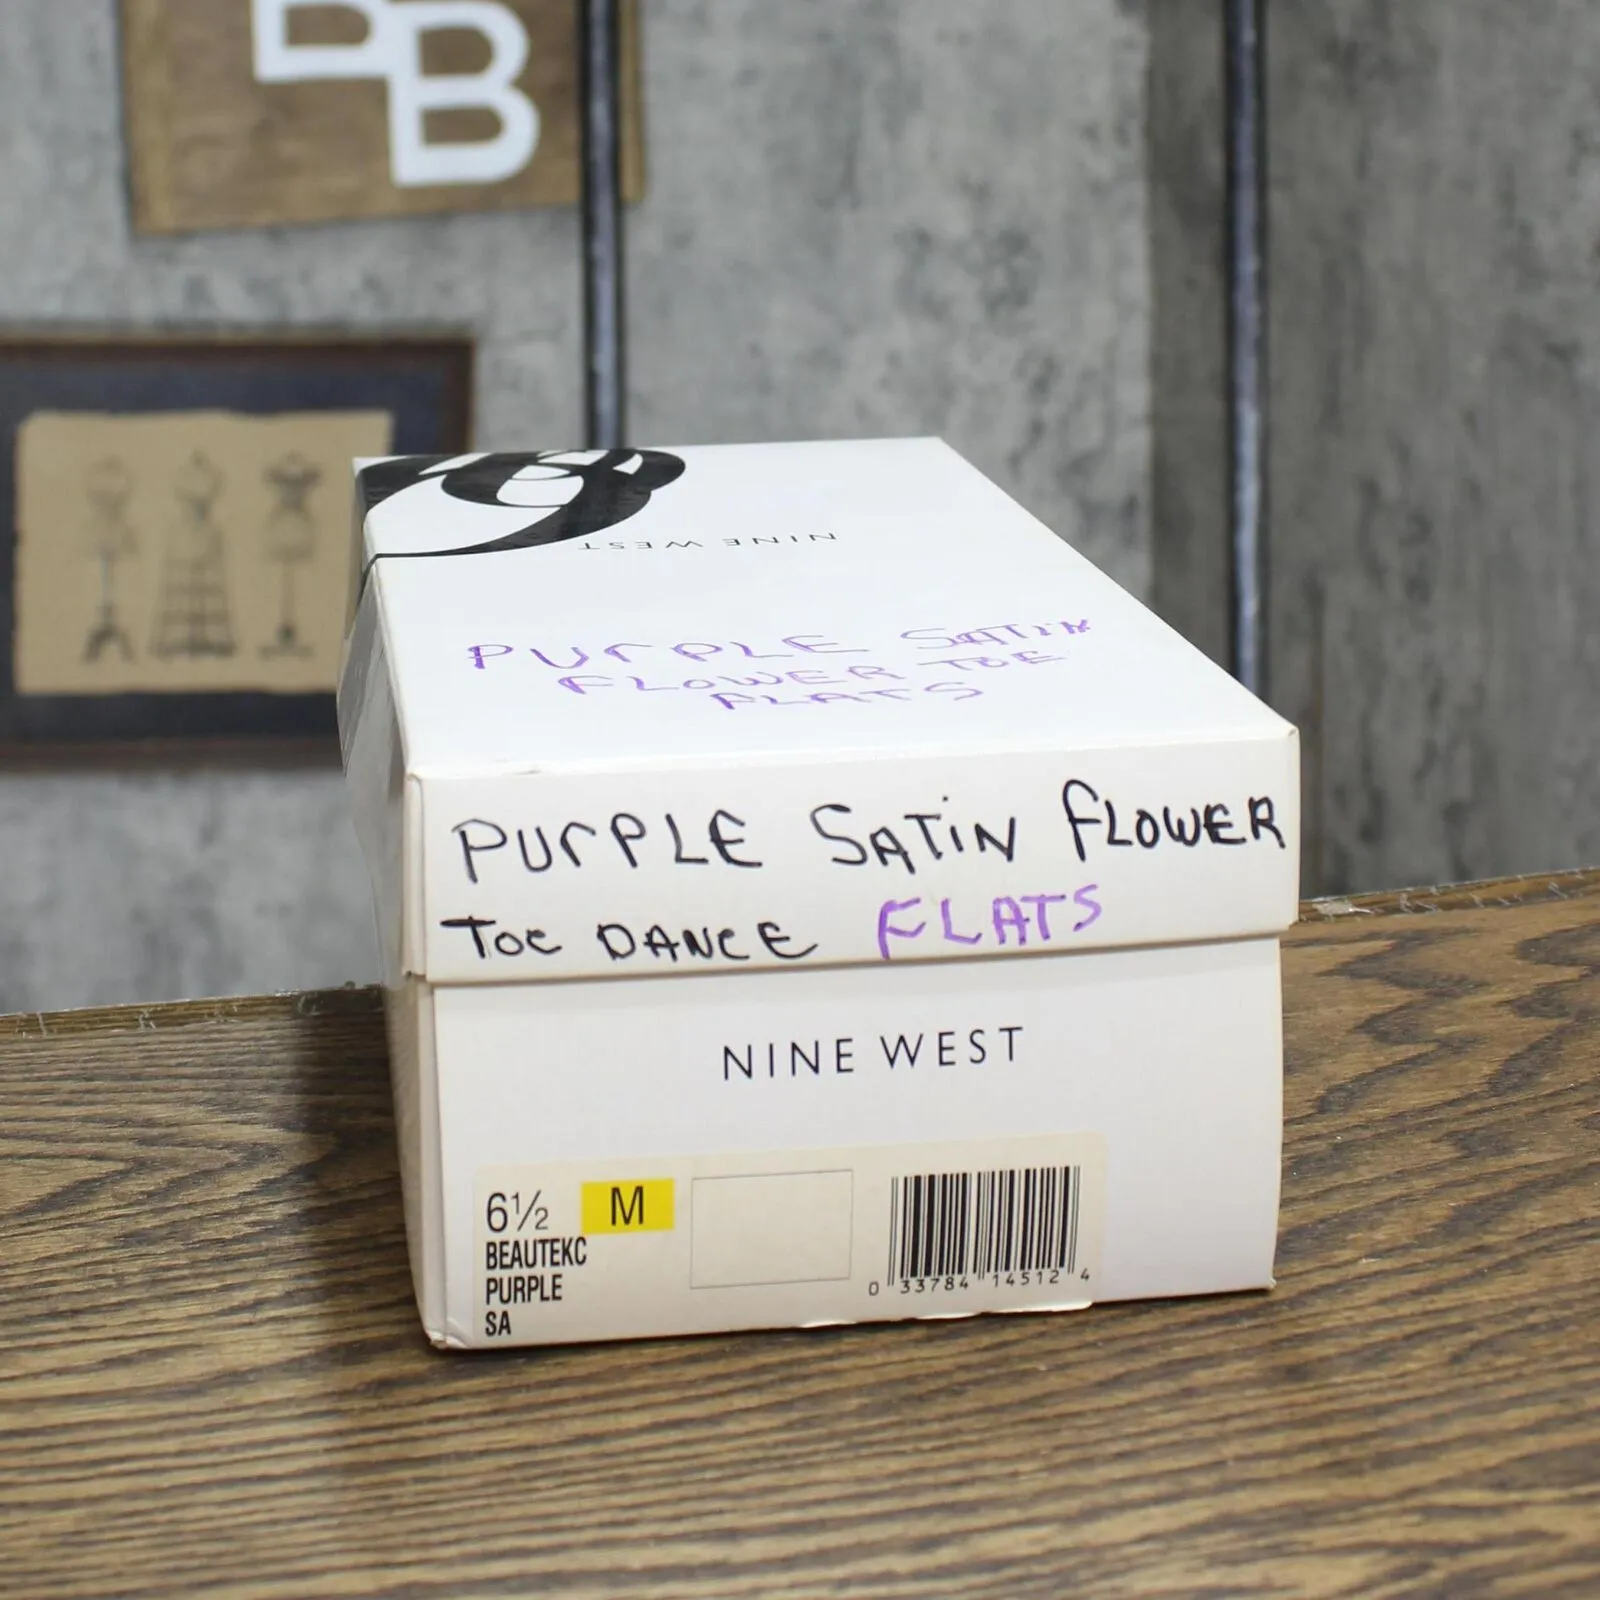 BB
NINE WEST
PUrPLE SATIN
FLOWER TOE
FLATS
PUrPLE SATiN FLOWER
TOe DANCE FLATS
NINE WEST
6½ M
BEAUTEKC
PURPLE
SA
0 33784 14512 4